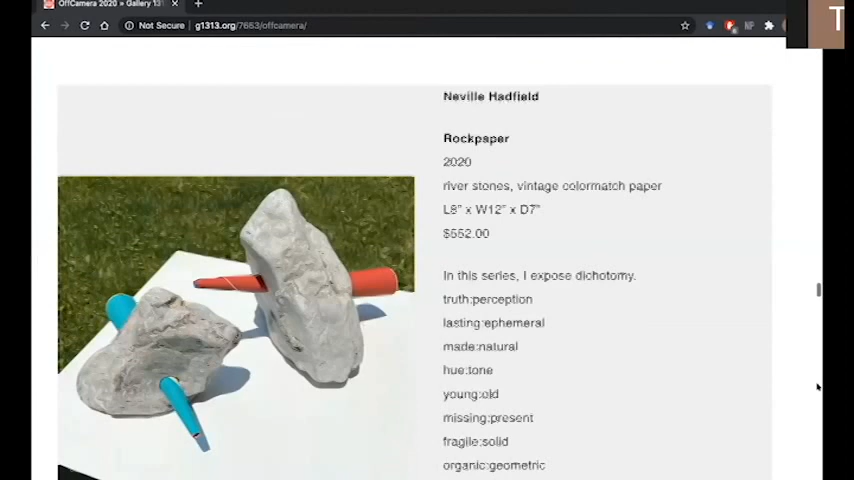 OffCamera 2020 » Gallery 131
Not Secure | g1313.org/7653/offcamera/
T
Neville Hadfield
Rockpaper
2020
river stones, vintage colormatch paper
L8" x W12" x D7"
$552.00
In this series, I expose dichotomy.
truth:perception
lasting:ephemeral
made:natural
hue:tone
young:old
missing:present
fragile:solid
organic:geometric